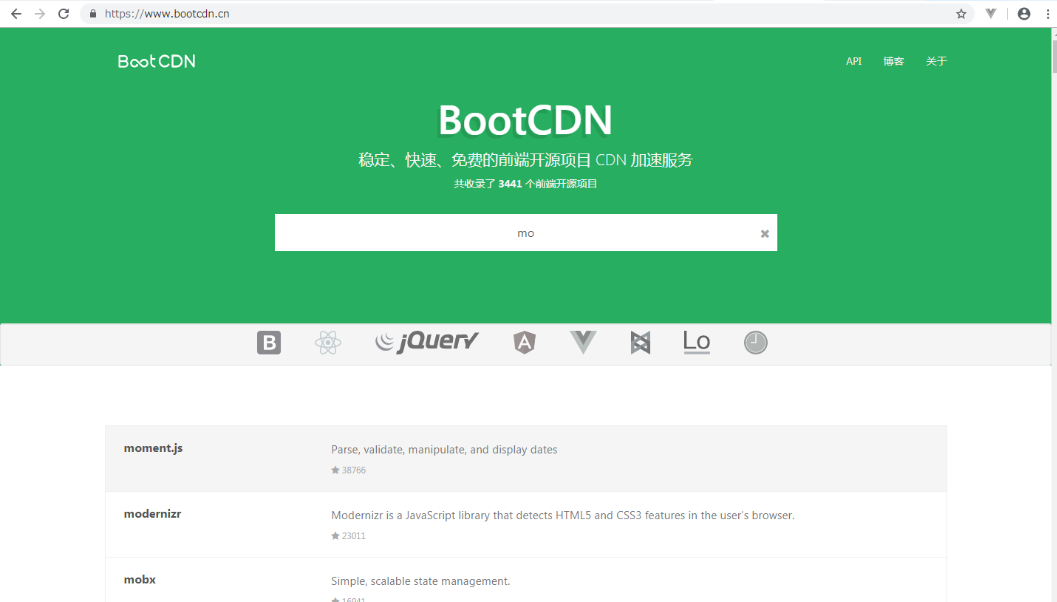 https://www.bootcdn.cn
BootCDN
API 博客 关于
BootCDN
稳定、快速、免费的前端开源项目 CDN 加速服务
共收录了 3441 个前端开源项目
mo
B jQuery A Lo
moment.js
Parse, validate, manipulate, and display dates
38766
modernizr
Modernizr is a JavaScript library that detects HTML5 and CSS3 features in the user's browser.
23011
mobx
Simple, scalable state management.